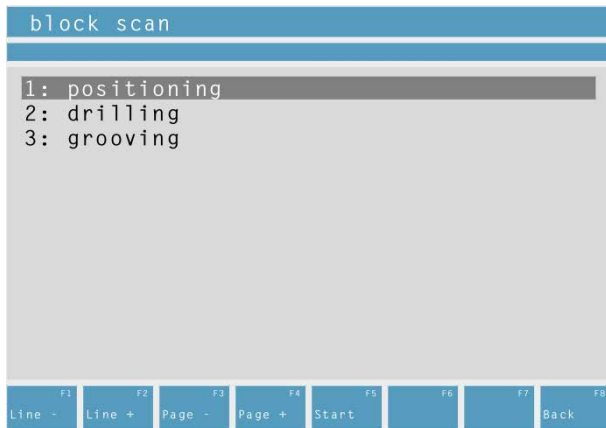 block scan
1: positioning
2: drilling
3: grooving
F1 F2 F3 F4 F5 F6 F7 F8
Line - Line + Page - Page + Start Back